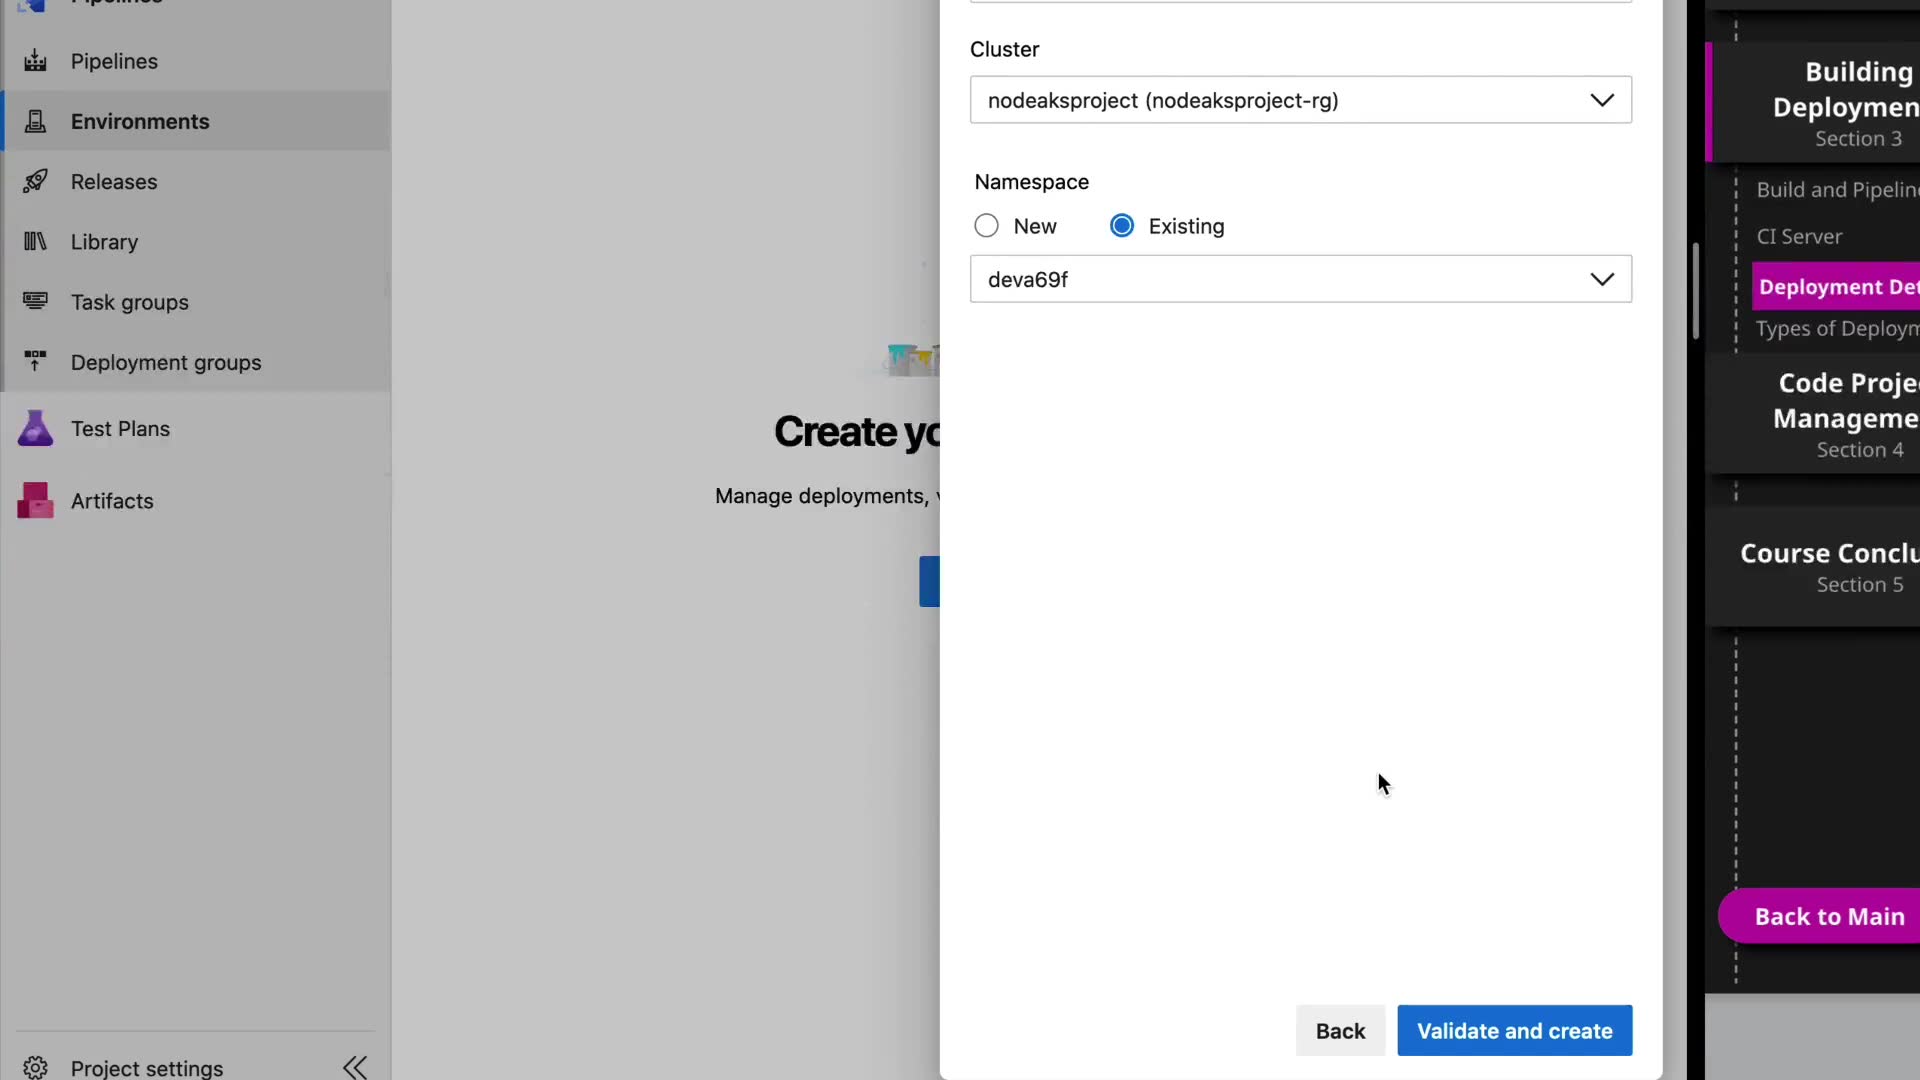 Pipelines
Pipelines
Environments
Releases
Library
Task groups
Deployment groups
Test Plans
Artifacts
Project settings
Create yo
Manage deployments,
Cluster
nodeaksproject (nodeaksproject-rg)
Namespace
New
Existing
deva69f
Back
Validate and create
Building
Deploymen
Section 3
Build and Pipelin
CI Server
Deployment Det
Types of Deploym
Code Proje
Manageme
Section 4
Course Conclu
Section 5
Back to Main